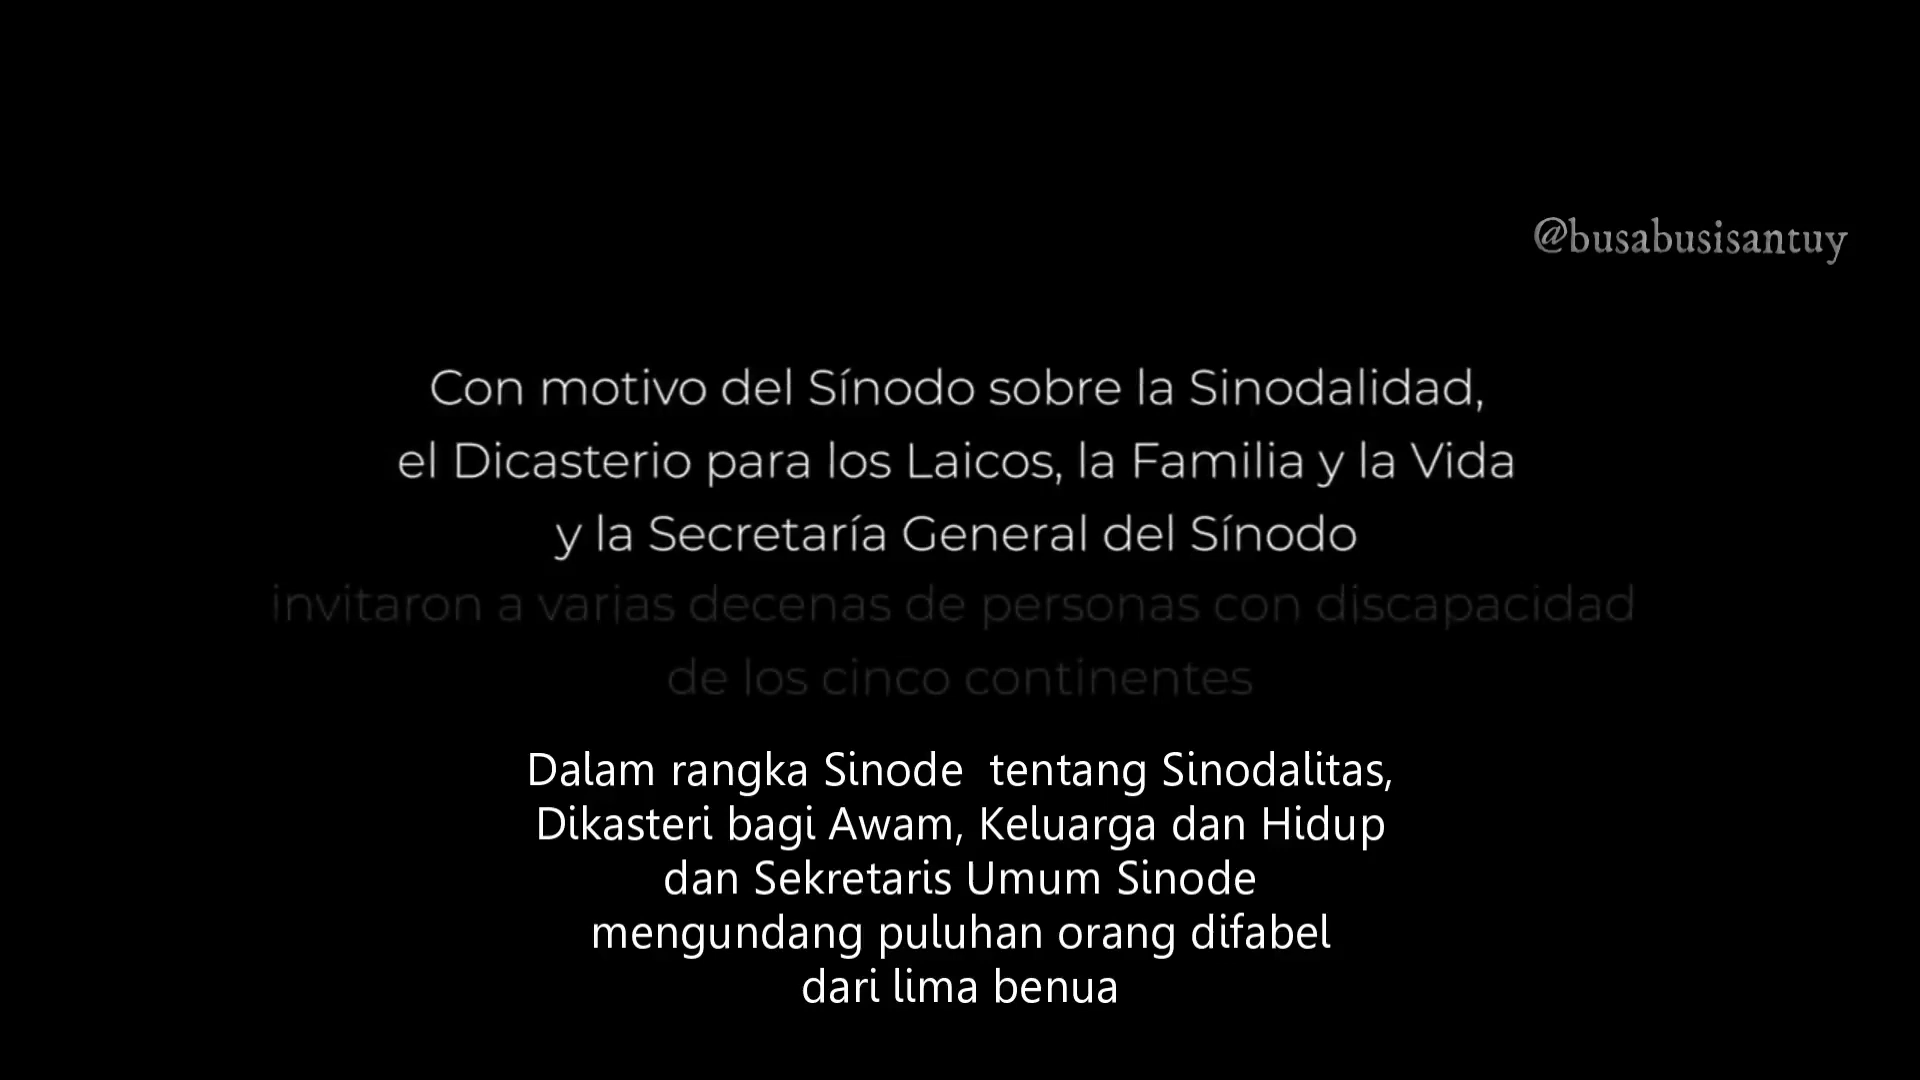 @busabusisantuy
Con motivo del Sínodo sobre la Sinodalidad,
el Dicasterio para los Laicos, la Familia y la Vida
y la Secretaría General del Sínodo
invitaron a varias decenas de personas con discapacidad
de los cinco continentes
Dalam rangka Sinode  tentang Sinodalitas,
Dikasteri bagi Awam, Keluarga dan Hidup
dan Sekretaris Umum Sinode
mengundang puluhan orang difabel
dari lima benua